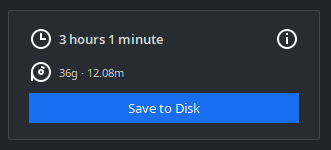 3 hours 1 minute
36g · 12.08m
Save to Disk